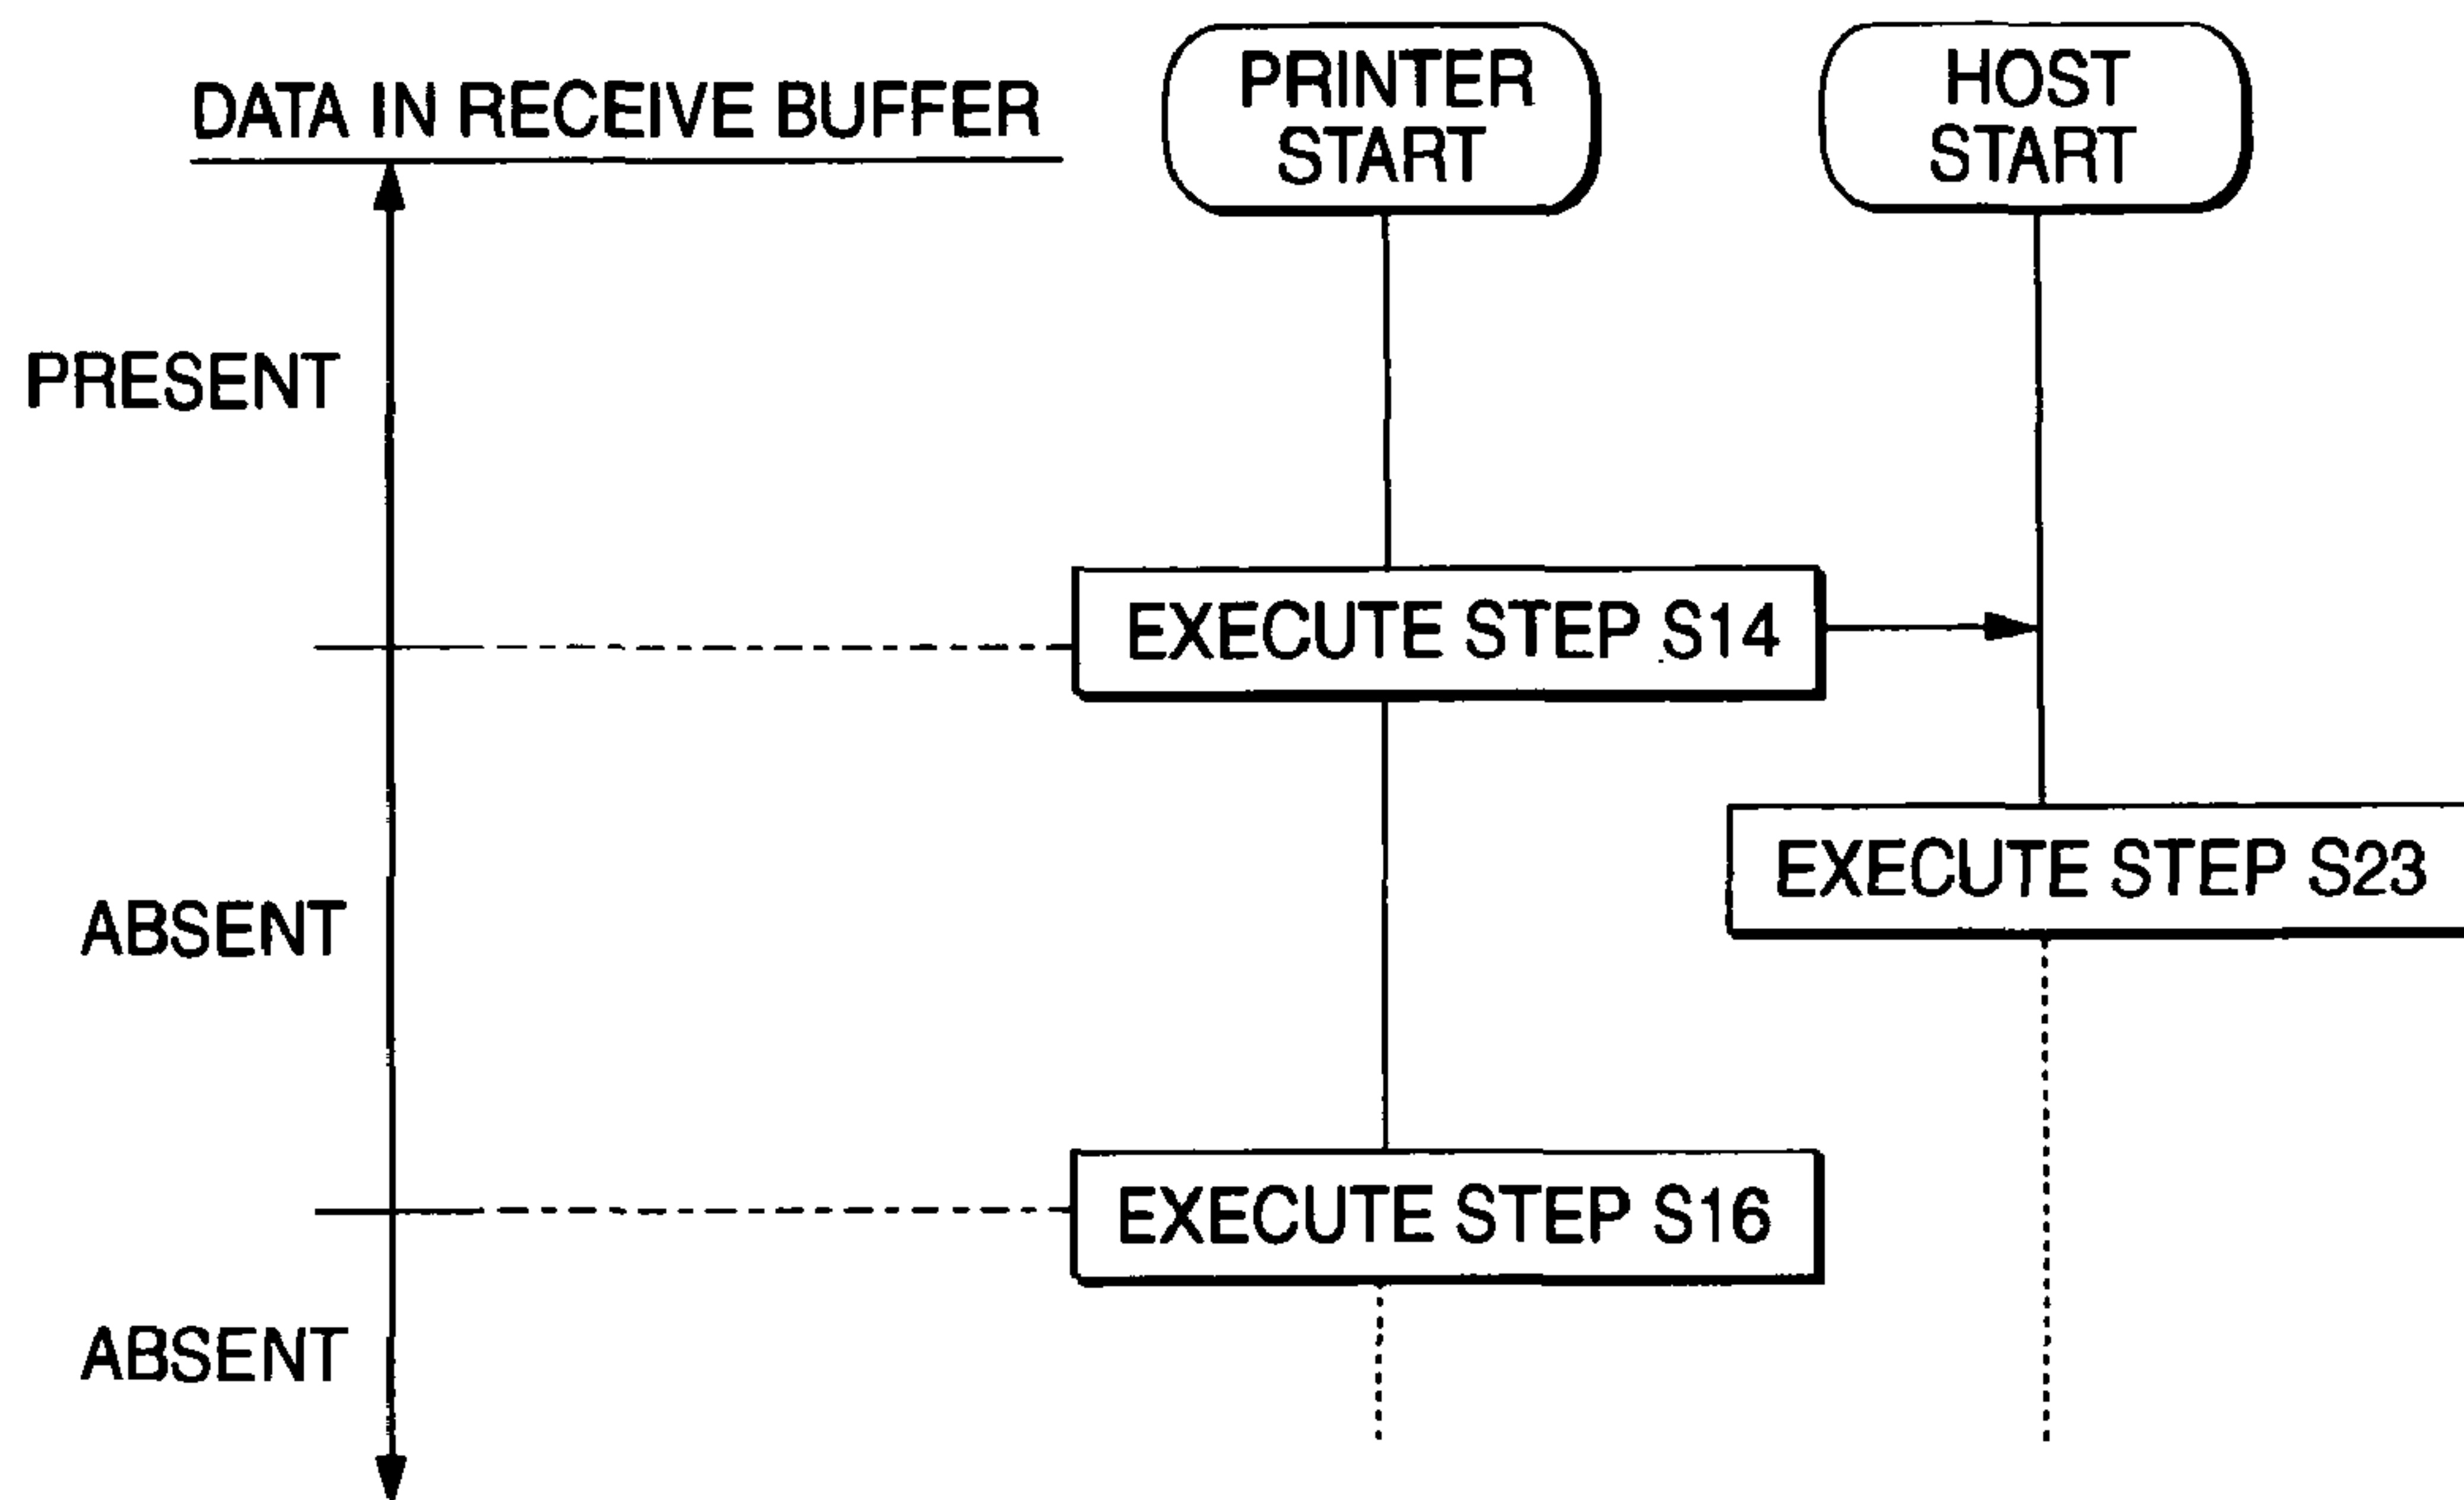 DATA IN RECEIVE BUFFER
PRINTER
START
HOST
START
PRESENT
EXECUTE STEP S14
EXECUTE STEP S23
ABSENT
EXECUTE STEP S16
ABSENT